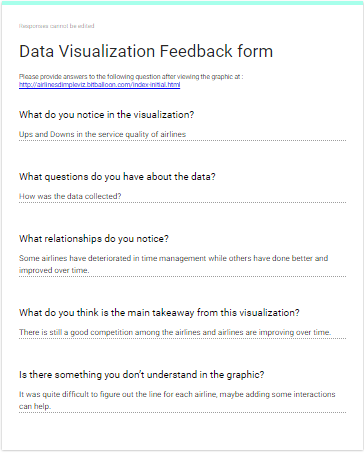 Responses cannot be edited
Data Visualization Feedback form
Please provide answers to the following question after viewing the graphic at :
http://airlinesdimpleviz.bitballoon.com/index-initial.html
What do you notice in the visualization?
Ups and Downs in the service quality of airlines
What questions do you have about the data?
How was the data collected?
What relationships do you notice?
Some airlines have deteriorated in time management while others have done better and
improved over time.
What do you think is the main takeaway from this visualization?
There is still a good competition among the airlines and airlines are improving over time.
Is there something you don't understand in the graphic?
It was quite difficult to figure out the line for each airline, maybe adding some interactions
can help.